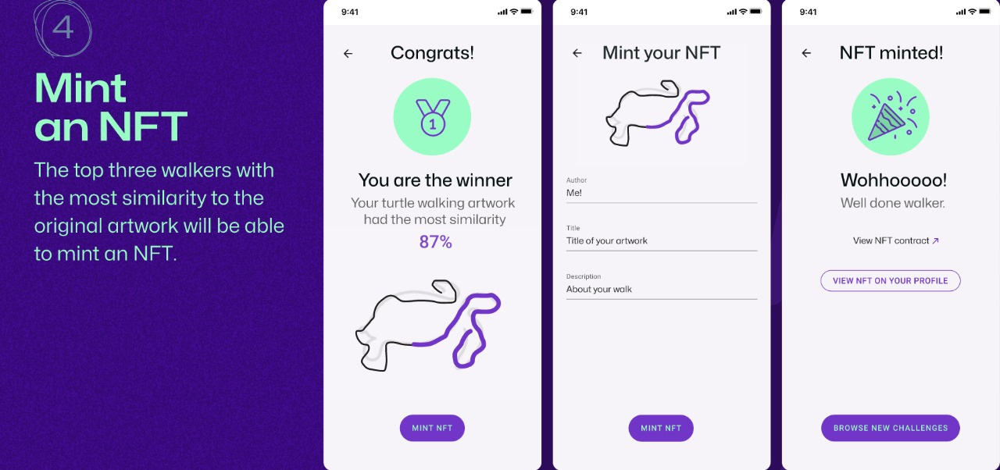 4
Mint
an NFT
The top three walkers with
the most similarity to the
original artwork will be able
to mint an NFT.
9:41
Congrats!
1
You are the winner
Your turtle walking artwork
had the most similarity
87%
MINT NFT
9:41
Mint your NFT
Author
Me!
Title
Title of your artwork
Description
About your walk
MINT NFT
9:41
NFT minted!
Wohhooooo!
Well done walker.
View NFT contract
VIEW NFT ON YOUR PROFILE
BROWSE NEW CHALLENGES